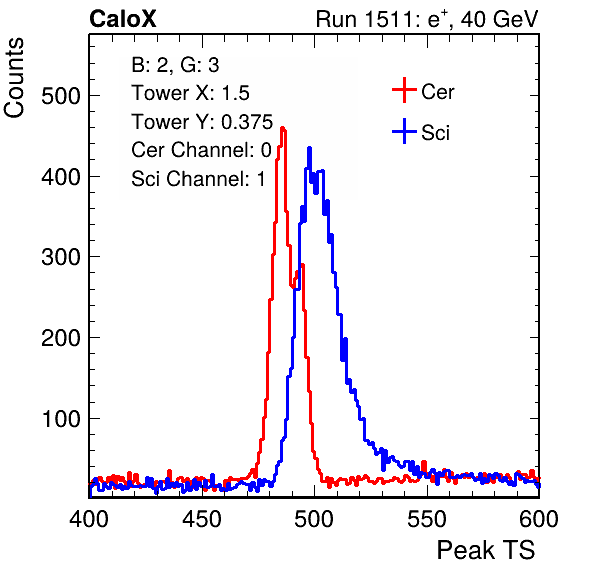 CaloX Run 1511: e⁺, 40 GeV
Counts
B: 2, G: 3
Tower X: 1.5
Tower Y: 0.375
Cer Channel: 0
Sci Channel: 1
Cer
Sci
500
400
300
200
100
400 450 500 550 600
Peak TS